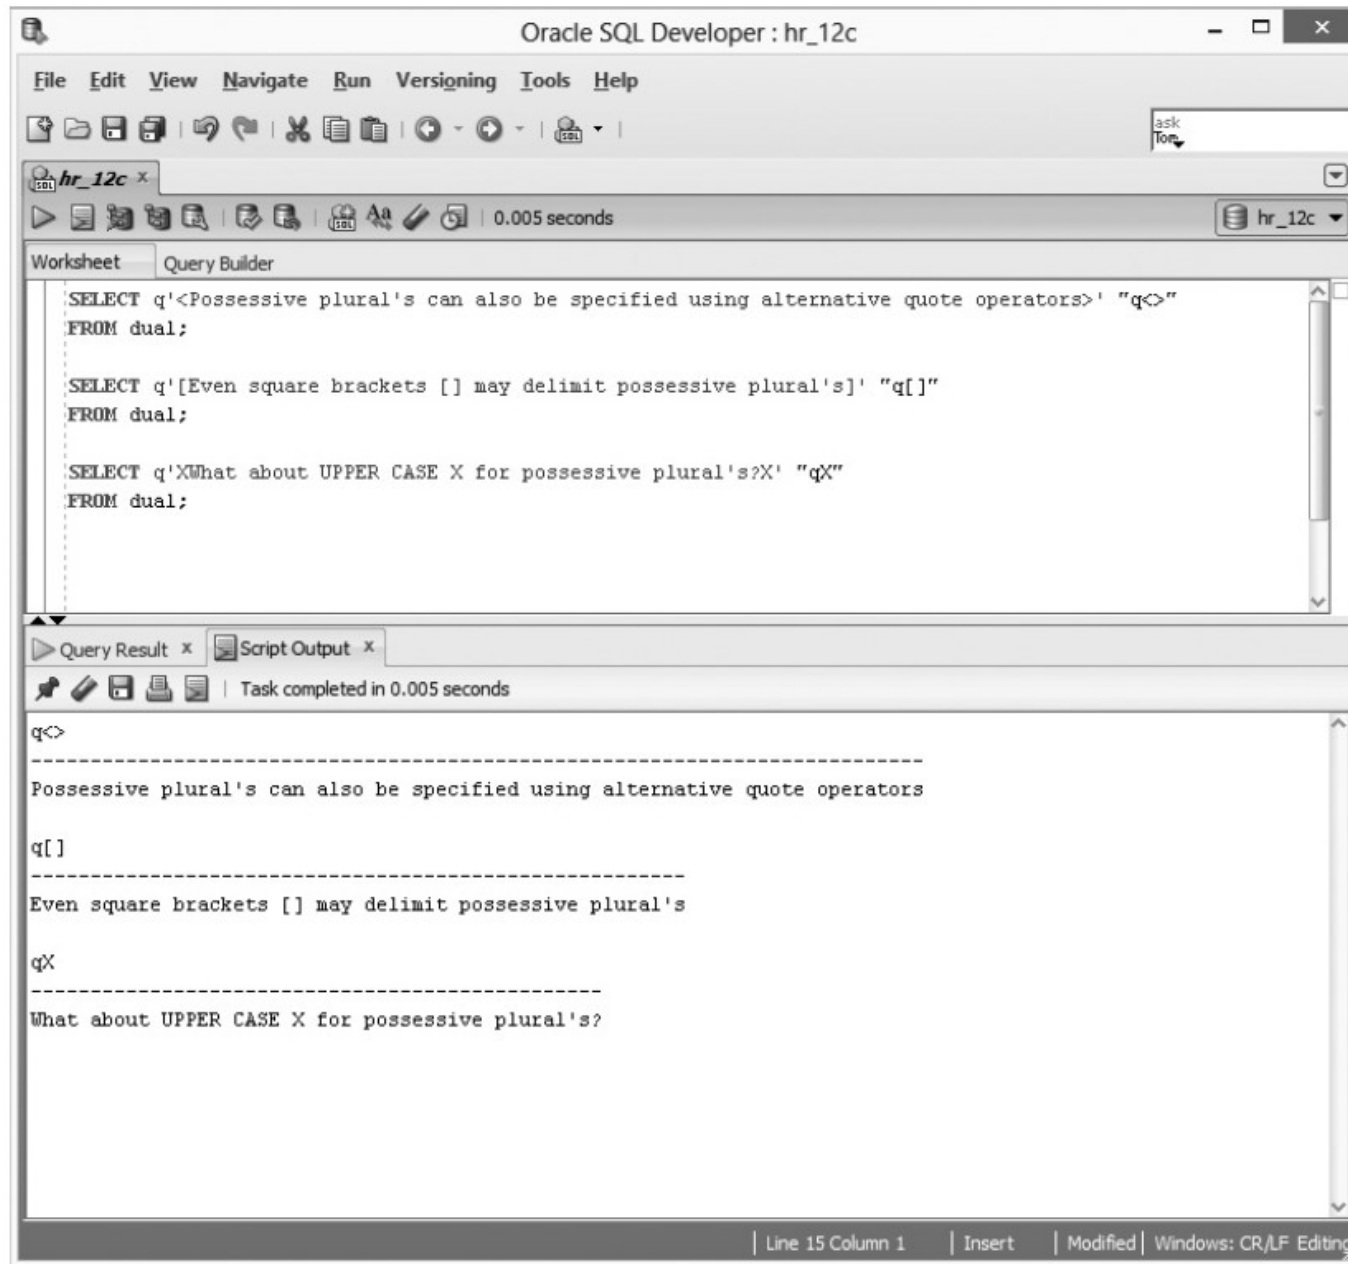 Oracle SQL Developer : hr_12c
File Edit View Navigate Run Versioning Tools Help
SQL
ask
Tom
SQL hr_12c x
SQL Aa 0.005 seconds hr_12c
Worksheet Query Builder
SELECT q'<Possessive plural's can also be specified using alternative quote operators>' "q<>"
FROM dual;
SELECT q'[Even square brackets [] may delimit possessive plural's]' "q[]"
FROM dual;
SELECT q'XWhat about UPPER CASE X for possessive plural's?X' "qX"
FROM dual;
Query Result x Script Output x
Task completed in 0.005 seconds
q<>
---------------------------------------------------------------------------
Possessive plural's can also be specified using alternative quote operators
q[]
-------------------------------------------------------
Even square brackets [] may delimit possessive plural's
qX
------------------------------------------------
What about UPPER CASE X for possessive plural's?
Line 15 Column 1 Insert Modified Windows: CR/LF Editing